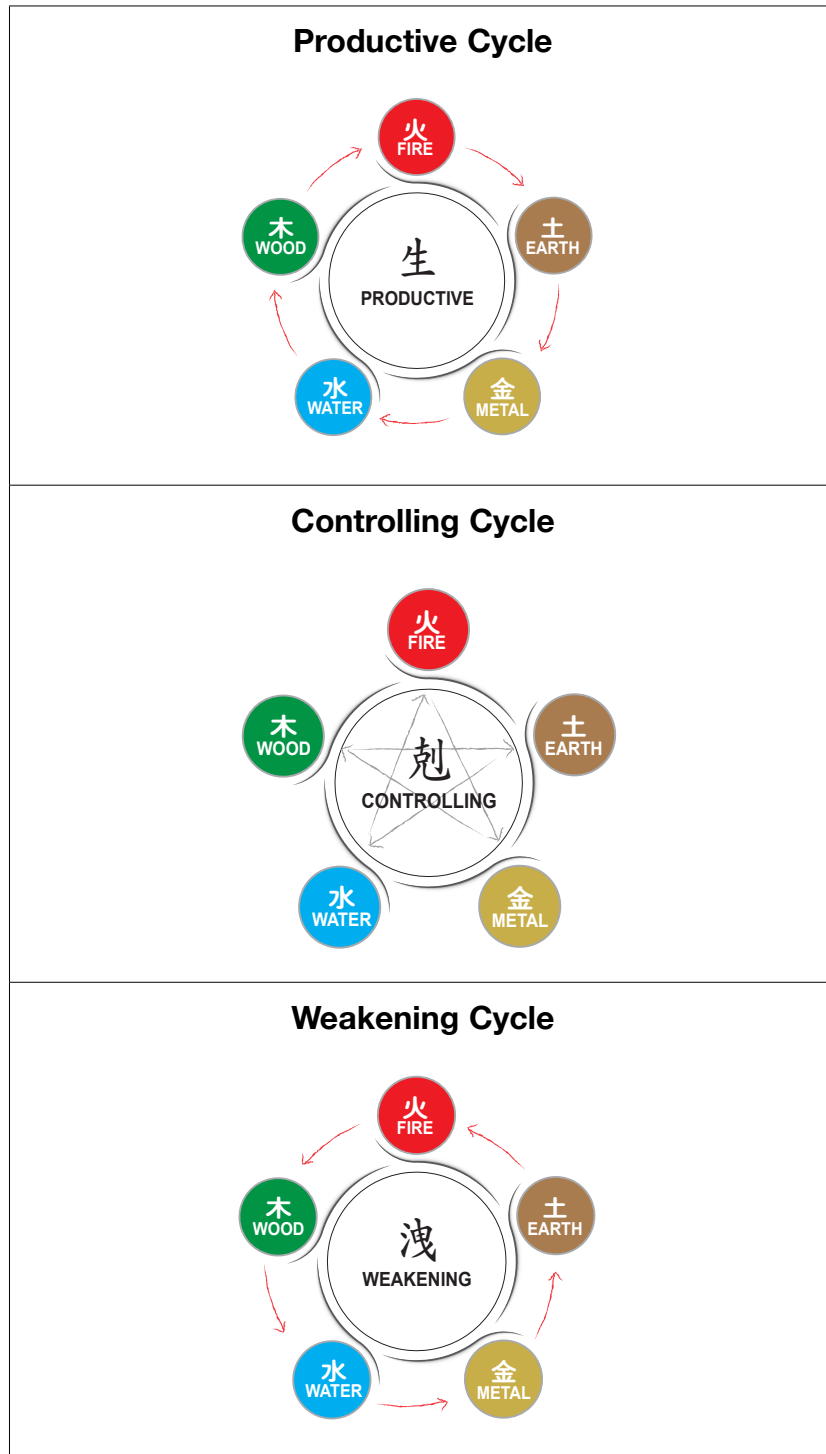 Productive Cycle
火
FIRE
木
WOOD
土
EARTH
生
PRODUCTIVE
水
WATER
金
METAL
Controlling Cycle
火
FIRE
木
WOOD
土
EARTH
剋
CONTROLLING
水
WATER
金
METAL
Weakening Cycle
火
FIRE
木
WOOD
土
EARTH
洩
WEAKENING
水
WATER
金
METAL